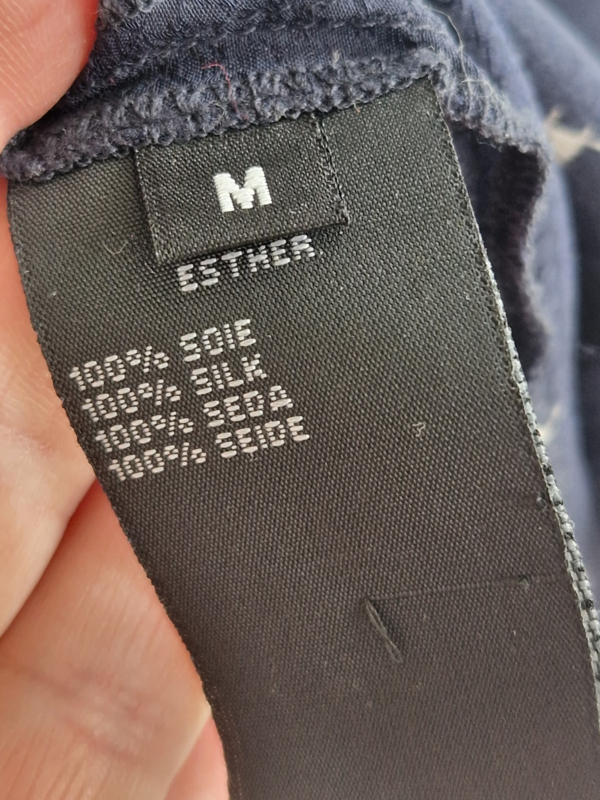 M
ESTHER
100% SOIE
100% SILK
100% SEDA
100% SEIDE